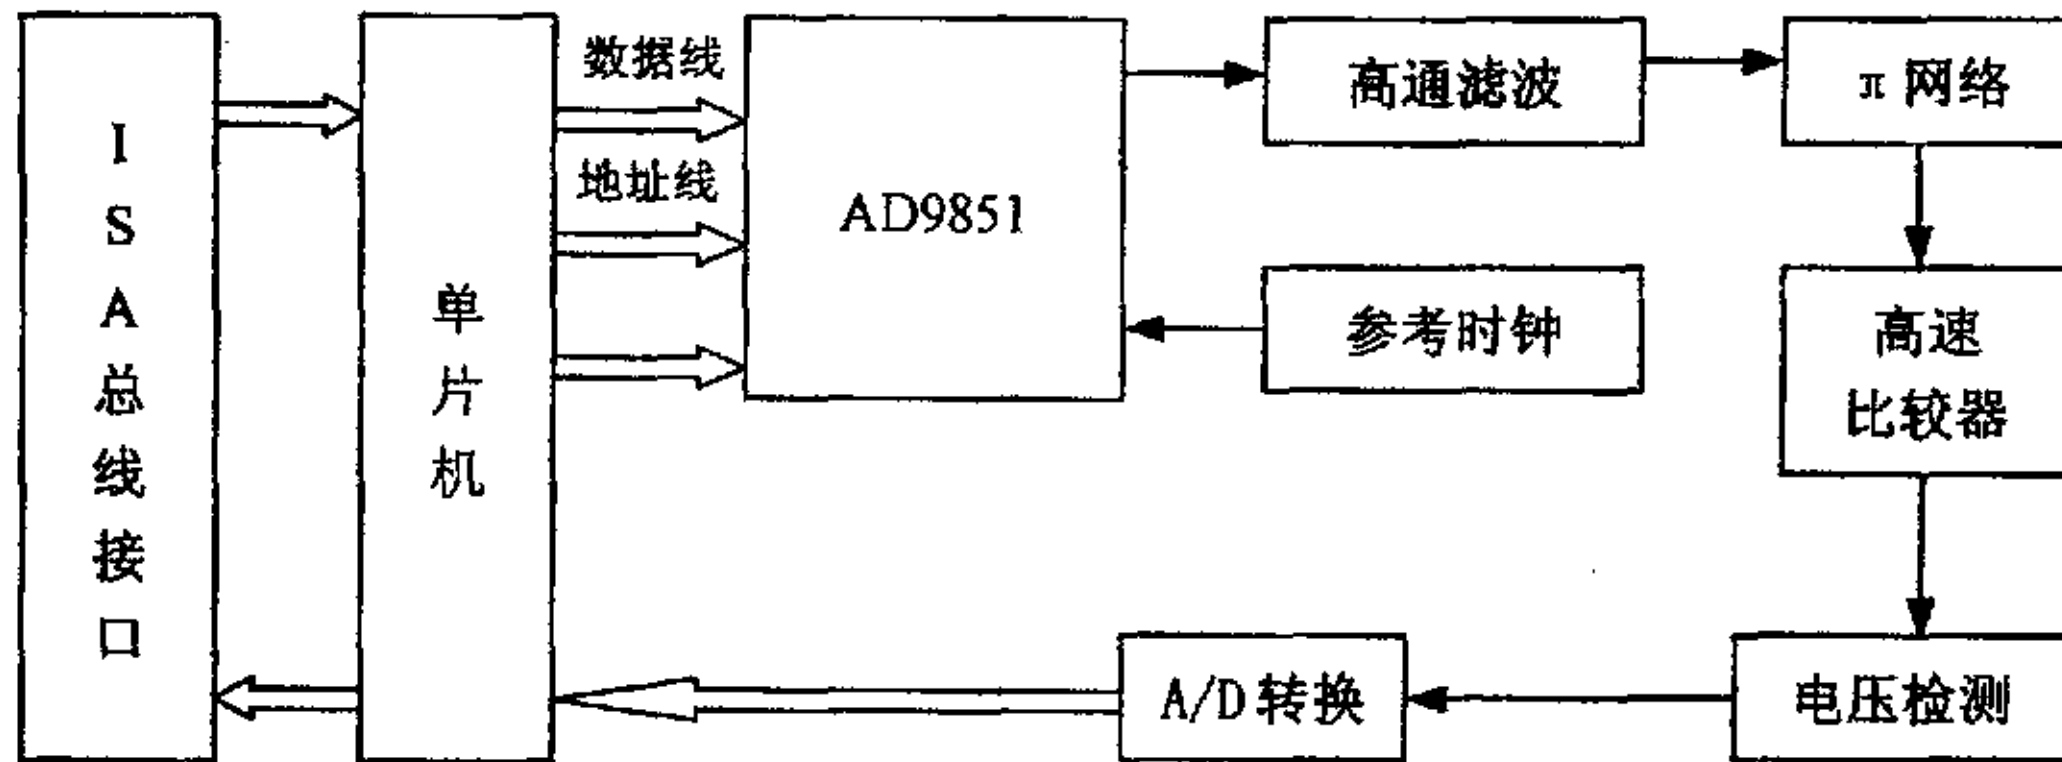 ISA总线接口
单片机
数据线
地址线
AD9851
高通滤波
π网络
参考时钟
高速
比较器
A/D转换
电压检测